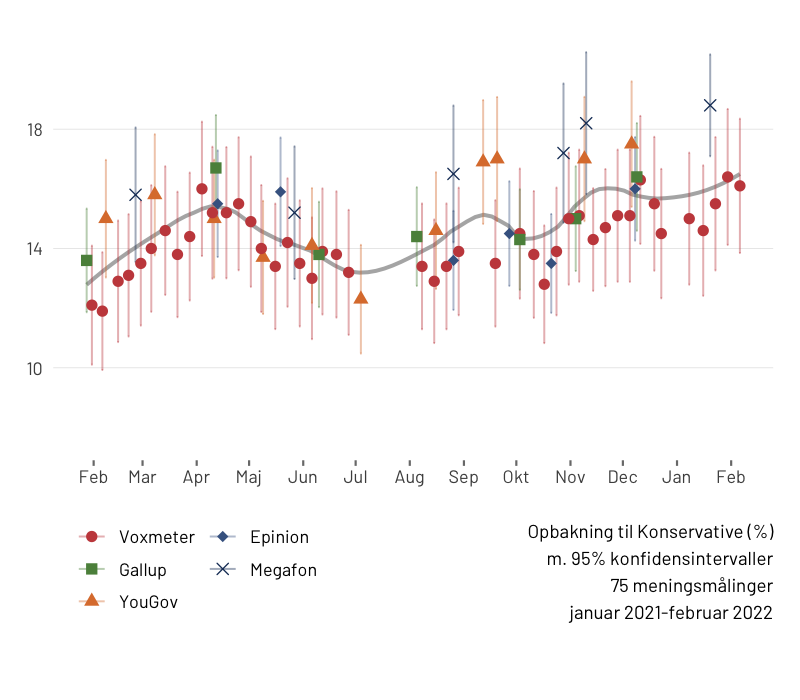 18
14
10
Feb Mar Apr Maj Jun Jul Aug Sep Okt Nov Dec Jan Feb
Voxmeter Epinion
Gallup Megafon
YouGov
Opbakning til Konservative (%)
m. 95% konfidensintervaller
75 meningsmålinger
januar 2021-februar 2022